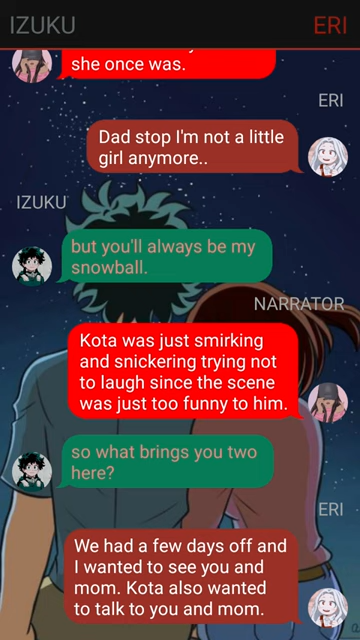 IZUKU
ERI
she once was.
ERI
Dad stop I'm not a little
girl anymore..
IZUKU
but you'll always be my
snowball.
NARRATOR
Kota was just smirking
and snickering trying not
to laugh since the scene
was just too funny to him.
so what brings you two
here?
ERI
We had a few days off and
I wanted to see you and
mom. Kota also wanted
to talk to you and mom.